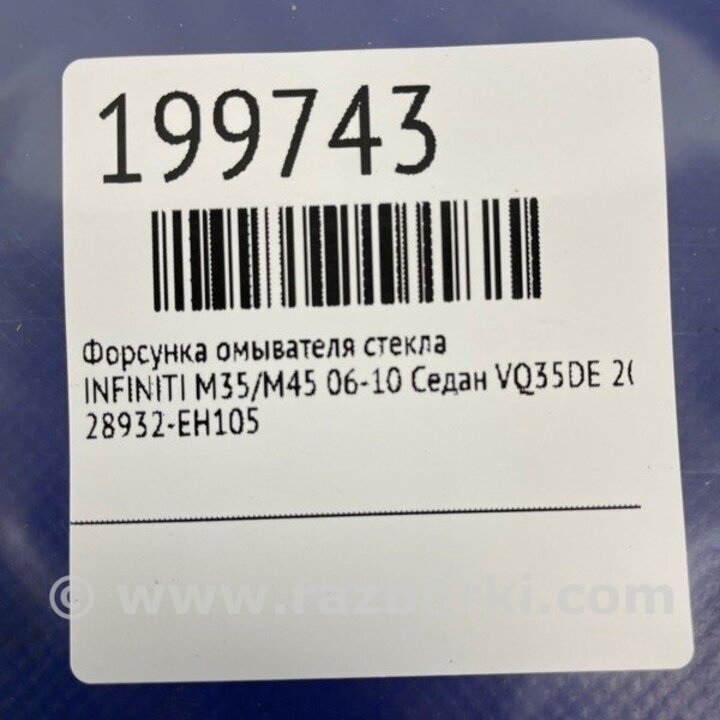 199743
Форсунка омывателя стекла
INFINITI M35/M45 06-10 Седан VQ35DE
28932-EH105
© www.razborki.com